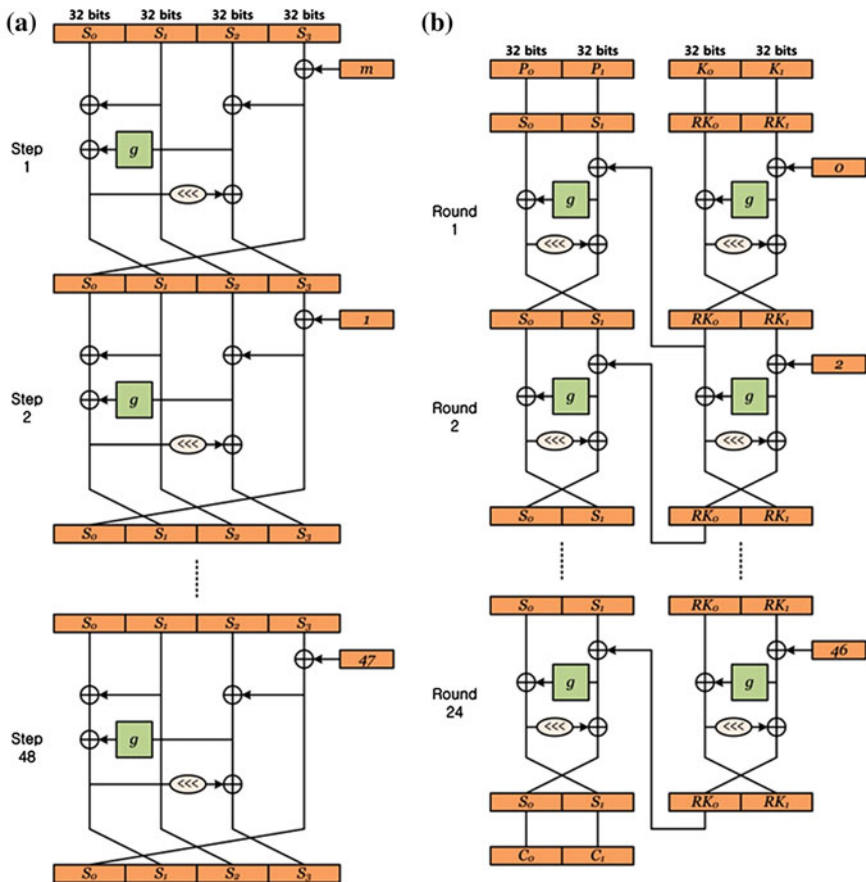 (a)
32 bits 32 bits 32 bits 32 bits
S₀ S₁ S₂ S₃
m
Step 1
g
<<<
S₀ S₁ S₂ S₃
1
Step 2
g
<<<
S₀ S₁ S₂ S₃
S₀ S₁ S₂ S₃
47
Step 48
g
<<<
S₀ S₁ S₂ S₃
(b)
32 bits 32 bits 32 bits 32 bits
P₀ P₁ K₀ K₁
S₀ S₁ RK₀ RK₁
0
Round 1
g g
<<< <<<
S₀ S₁ RK₀ RK₁
2
Round 2
g g
<<< <<<
S₀ S₁ RK₀ RK₁
S₀ S₁ RK₀ RK₁
46
Round 24
g g
<<< <<<
S₀ S₁ RK₀ RK₁
C₀ C₁